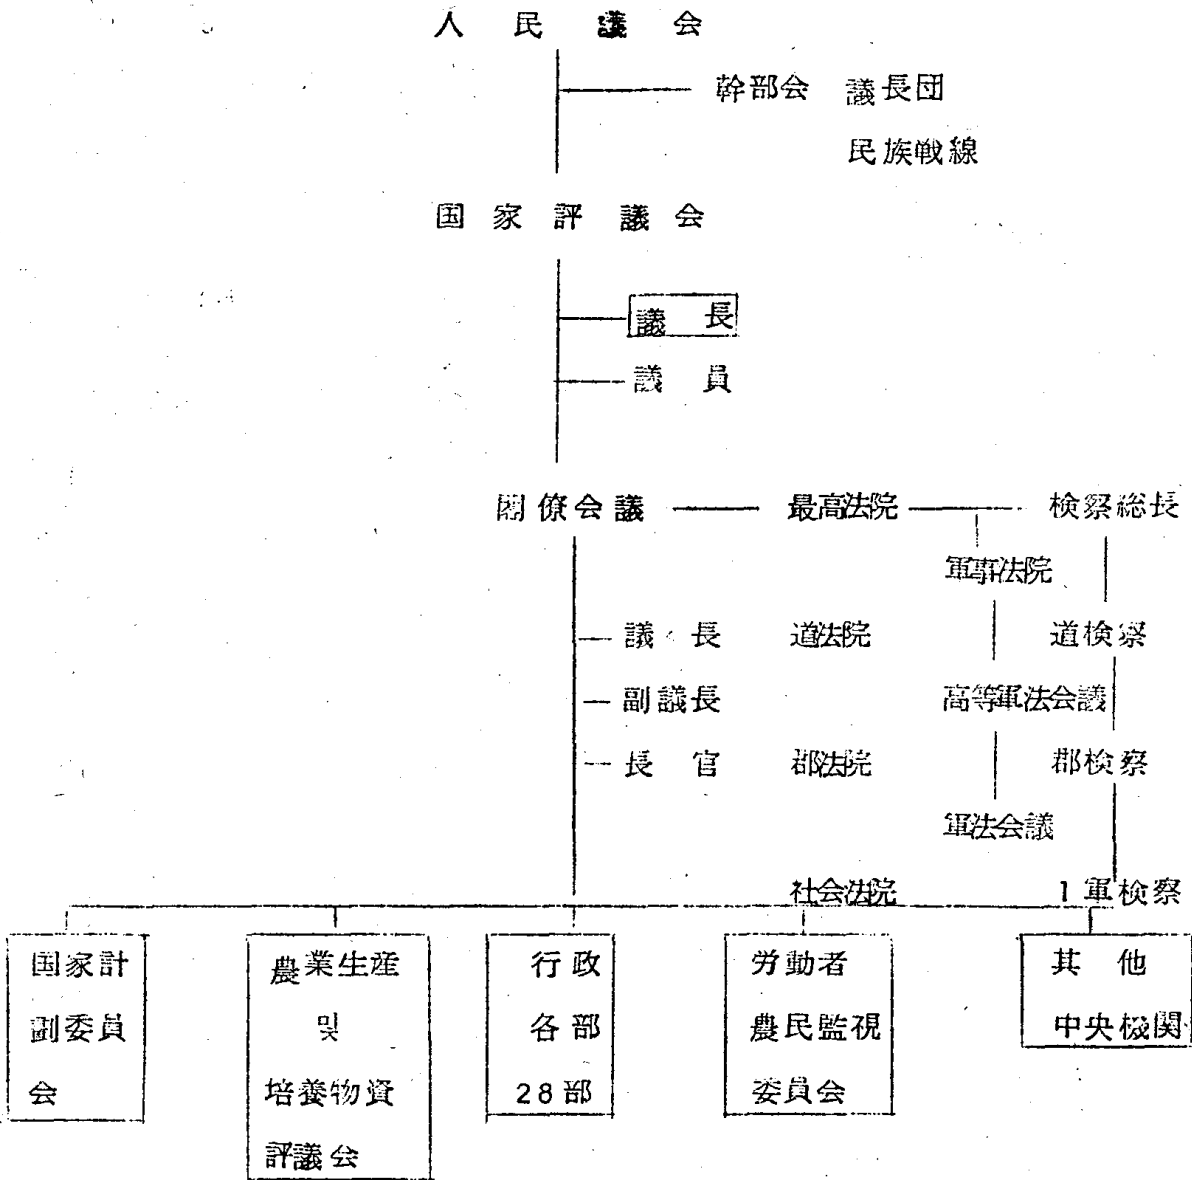 人民議会
幹部会 議長団
民族戦線
国家評議会
議長
議員
閣僚会議 最高法院 検察総長
軍事法院
議長 道法院 道検察
副議長 高等軍法会議
長官 郡法院 郡検察
軍法会議
社会法院 1軍検察
国家計
劃委員
会
農業生産
및
培養物資
評議会
行政
各部
28部
労動者
農民監視
委員会
其他
中央機関